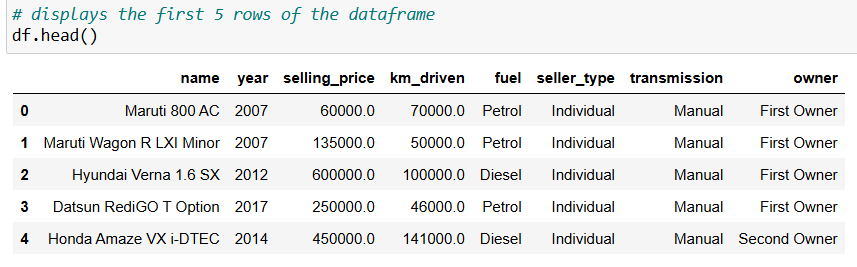 # displays the first 5 rows of the dataframe
df.head()
name year selling_price km_driven fuel seller_type transmission owner
0 Maruti 800 AC 2007 60000.0 70000.0 Petrol Individual Manual First Owner
1 Maruti Wagon R LXI Minor 2007 135000.0 50000.0 Petrol Individual Manual First Owner
2 Hyundai Verna 1.6 SX 2012 600000.0 100000.0 Diesel Individual Manual First Owner
3 Datsun RediGO T Option 2017 250000.0 46000.0 Petrol Individual Manual First Owner
4 Honda Amaze VX i-DTEC 2014 450000.0 141000.0 Diesel Individual Manual Second Owner